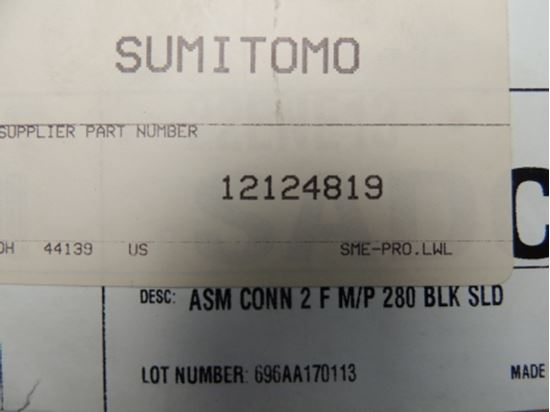 SUMITOMO
SUPPLIER PART NUMBER
12124819
OH 44139 US SME-PRO.LWL
C
DESC: ASM CONN 2 F M/P 280 BLK SLD
LOT NUMBER: 696AA170113 MADE